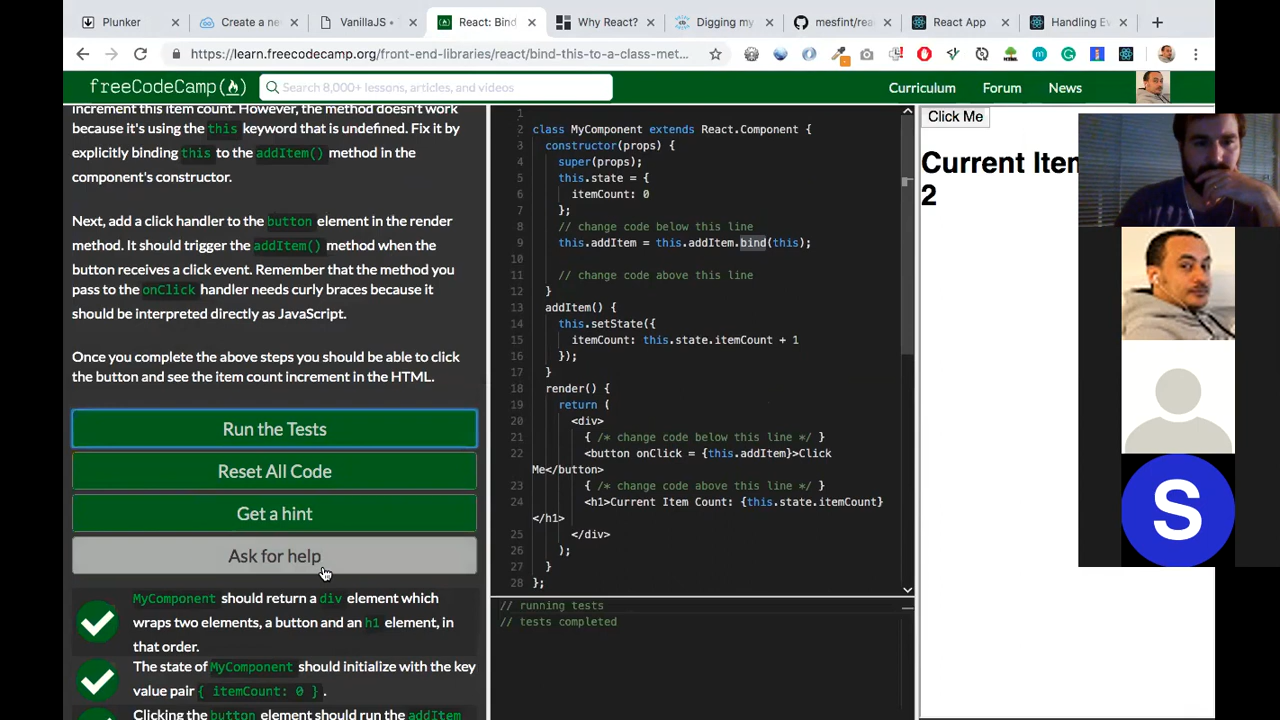 Plunker
Create a ne
VanillaJS •
React: Bind
Why React?
Digging my
mesfint/rea
React App
Handling Ev
https://learn.freecodecamp.org/front-end-libraries/react/bind-this-to-a-class-met...
freeCodeCamp
Search 8,000+ lessons, articles, and videos
Curriculum
Forum
News
increment this item count. However, the method doesn't work
because it's using the this keyword that is undefined. Fix it by
explicitly binding this to the addItem() method in the
component's constructor.
Next, add a click handler to the button element in the render
method. It should trigger the addItem() method when the
button receives a click event. Remember that the method you
pass to the onClick handler needs curly braces because it
should be interpreted directly as JavaScript.
Once you complete the above steps you should be able to click
the button and see the item count increment in the HTML.
Run the Tests
Reset All Code
Get a hint
Ask for help
MyComponent should return a div element which
wraps two elements, a button and an h1 element, in
that order.
The state of MyComponent should initialize with the key
value pair { itemCount: 0 } .
Clicking the button element should run the addItem
1
2 class MyComponent extends React.Component {
3 constructor(props) {
4 super(props);
5 this.state = {
6 itemCount: 0
7 };
8 // change code below this line
9 this.addItem = this.addItem.bind(this);
10
11 // change code above this line
12 }
13 addItem() {
14 this.setState({
15 itemCount: this.state.itemCount + 1
16 });
17 }
18 render() {
19 return (
20 <div>
21 { /* change code below this line */ }
22 <button onClick = {this.addItem}>Click
Me</button>
23 { /* change code above this line */ }
24 <h1>Current Item Count: {this.state.itemCount}
</h1>
25 </div>
26 );
27 }
28 };
// running tests
// tests completed
Click Me
Current Iten
2
S